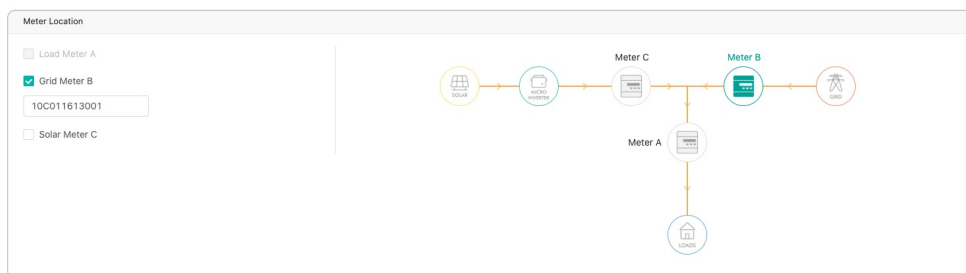 Meter Location
Load Meter A
Grid Meter B
10C011613001
Solar Meter C
Meter C
Meter B
SOLAR
MICRO
INVERTER
GRID
Meter A
LOADS